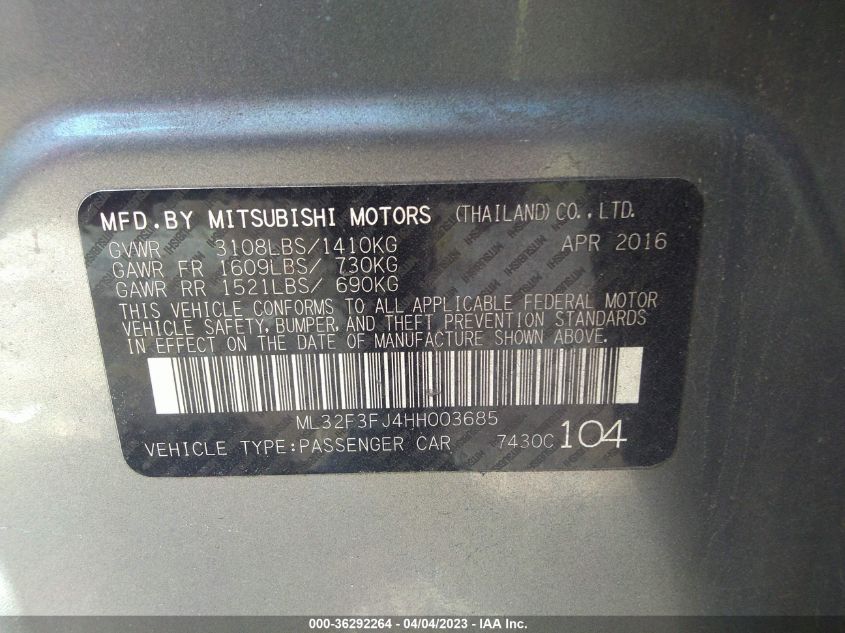 MFD.BY MITSUBISHI MOTORS (THAILAND)CO.,LTD.
GVWR 3108LBS/1410KG APR 2016
GAWR FR 1609LBS/ 730KG
GAWR RR 1521LBS/ 690KG
THIS VEHICLE CONFORMS TO ALL APPLICABLE FEDERAL MOTOR
VEHICLE SAFETY, BUMPER, AND THEFT PREVENTION STANDARDS
IN EFFECT ON THE DATE OF MANUFACTURE SHOWN ABOVE.
ML32F3FJ4HH003685
VEHICLE TYPE:PASSENGER CAR 7430C 104
000-36292264 - 04/04/2023 - IAA Inc.